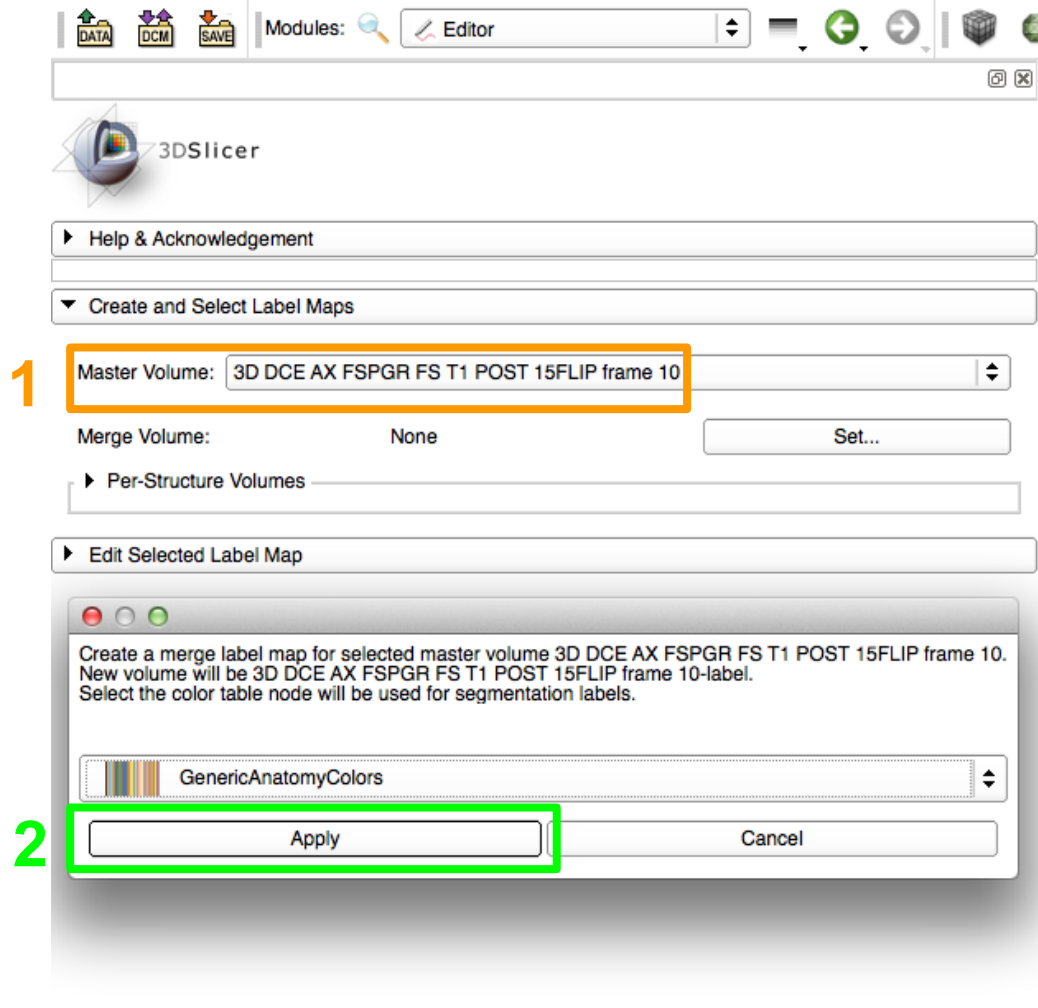 DATA DCM SAVE Modules: Editor
3DSlicer
Help & Acknowledgement
Create and Select Label Maps
1
Master Volume: 3D DCE AX FSPGR FS T1 POST 15FLIP frame 10
Merge Volume: None Set...
Per-Structure Volumes
Edit Selected Label Map
Create a merge label map for selected master volume 3D DCE AX FSPGR FS T1 POST 15FLIP frame 10.
New volume will be 3D DCE AX FSPGR FS T1 POST 15FLIP frame 10-label.
Select the color table node will be used for segmentation labels.
GenericAnatomyColors
2
Apply Cancel